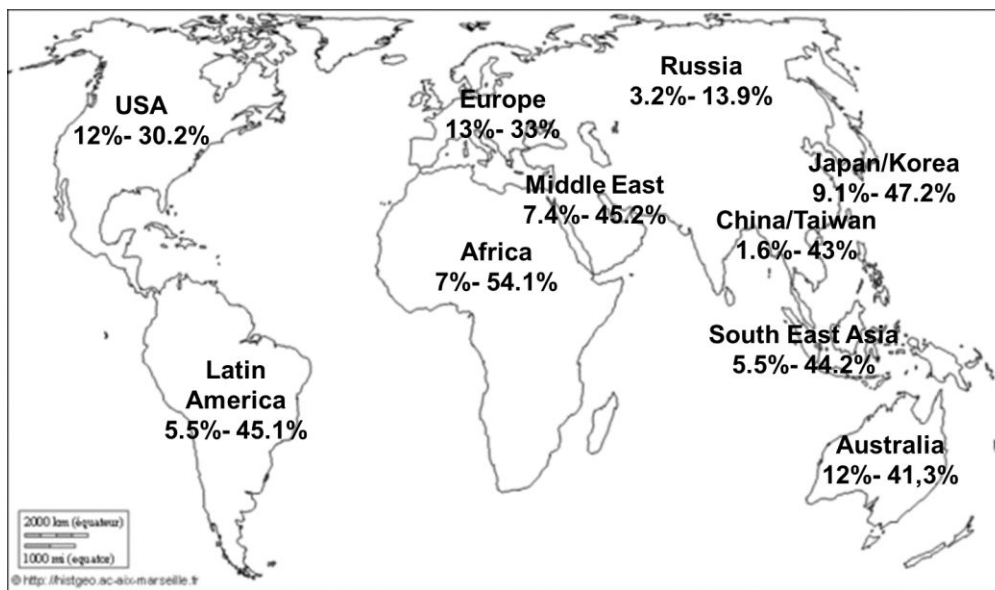 USA
12%- 30.2%
Europe
13%- 33%
Russia
3.2%- 13.9%
Japan/Korea
9.1%- 47.2%
Middle East
7.4%- 45.2%
China/Taiwan
1.6%- 43%
Africa
7%- 54.1%
South East Asia
5.5%- 44.2%
Latin
America
5.5%- 45.1%
Australia
12%- 41,3%
2000 km (équateur)
1000 mi (equator)
© http://histgeo.ac-aix-marseille.fr